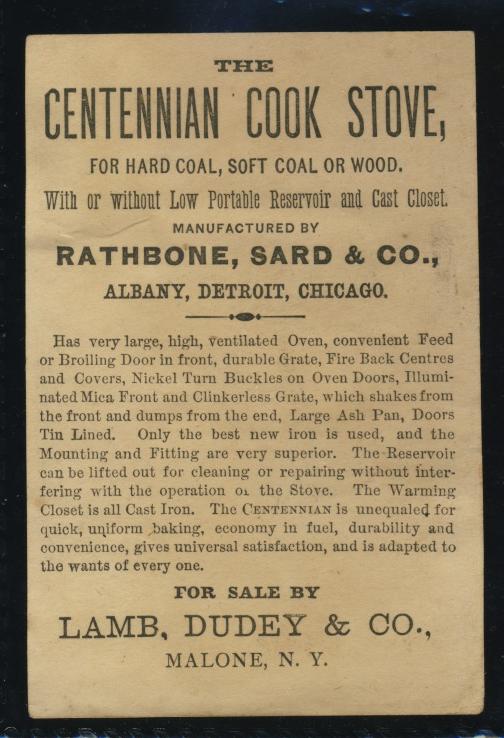 THE
CENTENNIAN COOK STOVE,
FOR HARD COAL, SOFT COAL OR WOOD.
With or without Low Portable Reservoir and Cast Closet.
MANUFACTURED BY
RATHBONE, SARD & CO.,
ALBANY, DETROIT, CHICAGO.
Has very large, high, ventilated Oven, convenient Feed
or Broiling Door in front, durable Grate, Fire Back Centres
and Covers, Nickel Turn Buckles on Oven Doors, Illumi-
nated Mica Front and Clinkerless Grate, which shakes from
the front and dumps from the end, Large Ash Pan, Doors
Tin Lined. Only the best new iron is used, and the
Mounting and Fitting are very superior. The Reservoir
can be lifted out for cleaning or repairing without inter-
fering with the operation of the Stove. The Warming
Closet is all Cast Iron. The CENTENNIAN is unequaled for
quick, uniform baking, economy in fuel, durability and
convenience, gives universal satisfaction, and is adapted to
the wants of every one.
FOR SALE BY
LAMB, DUDEY & CO.,
MALONE, N. Y.